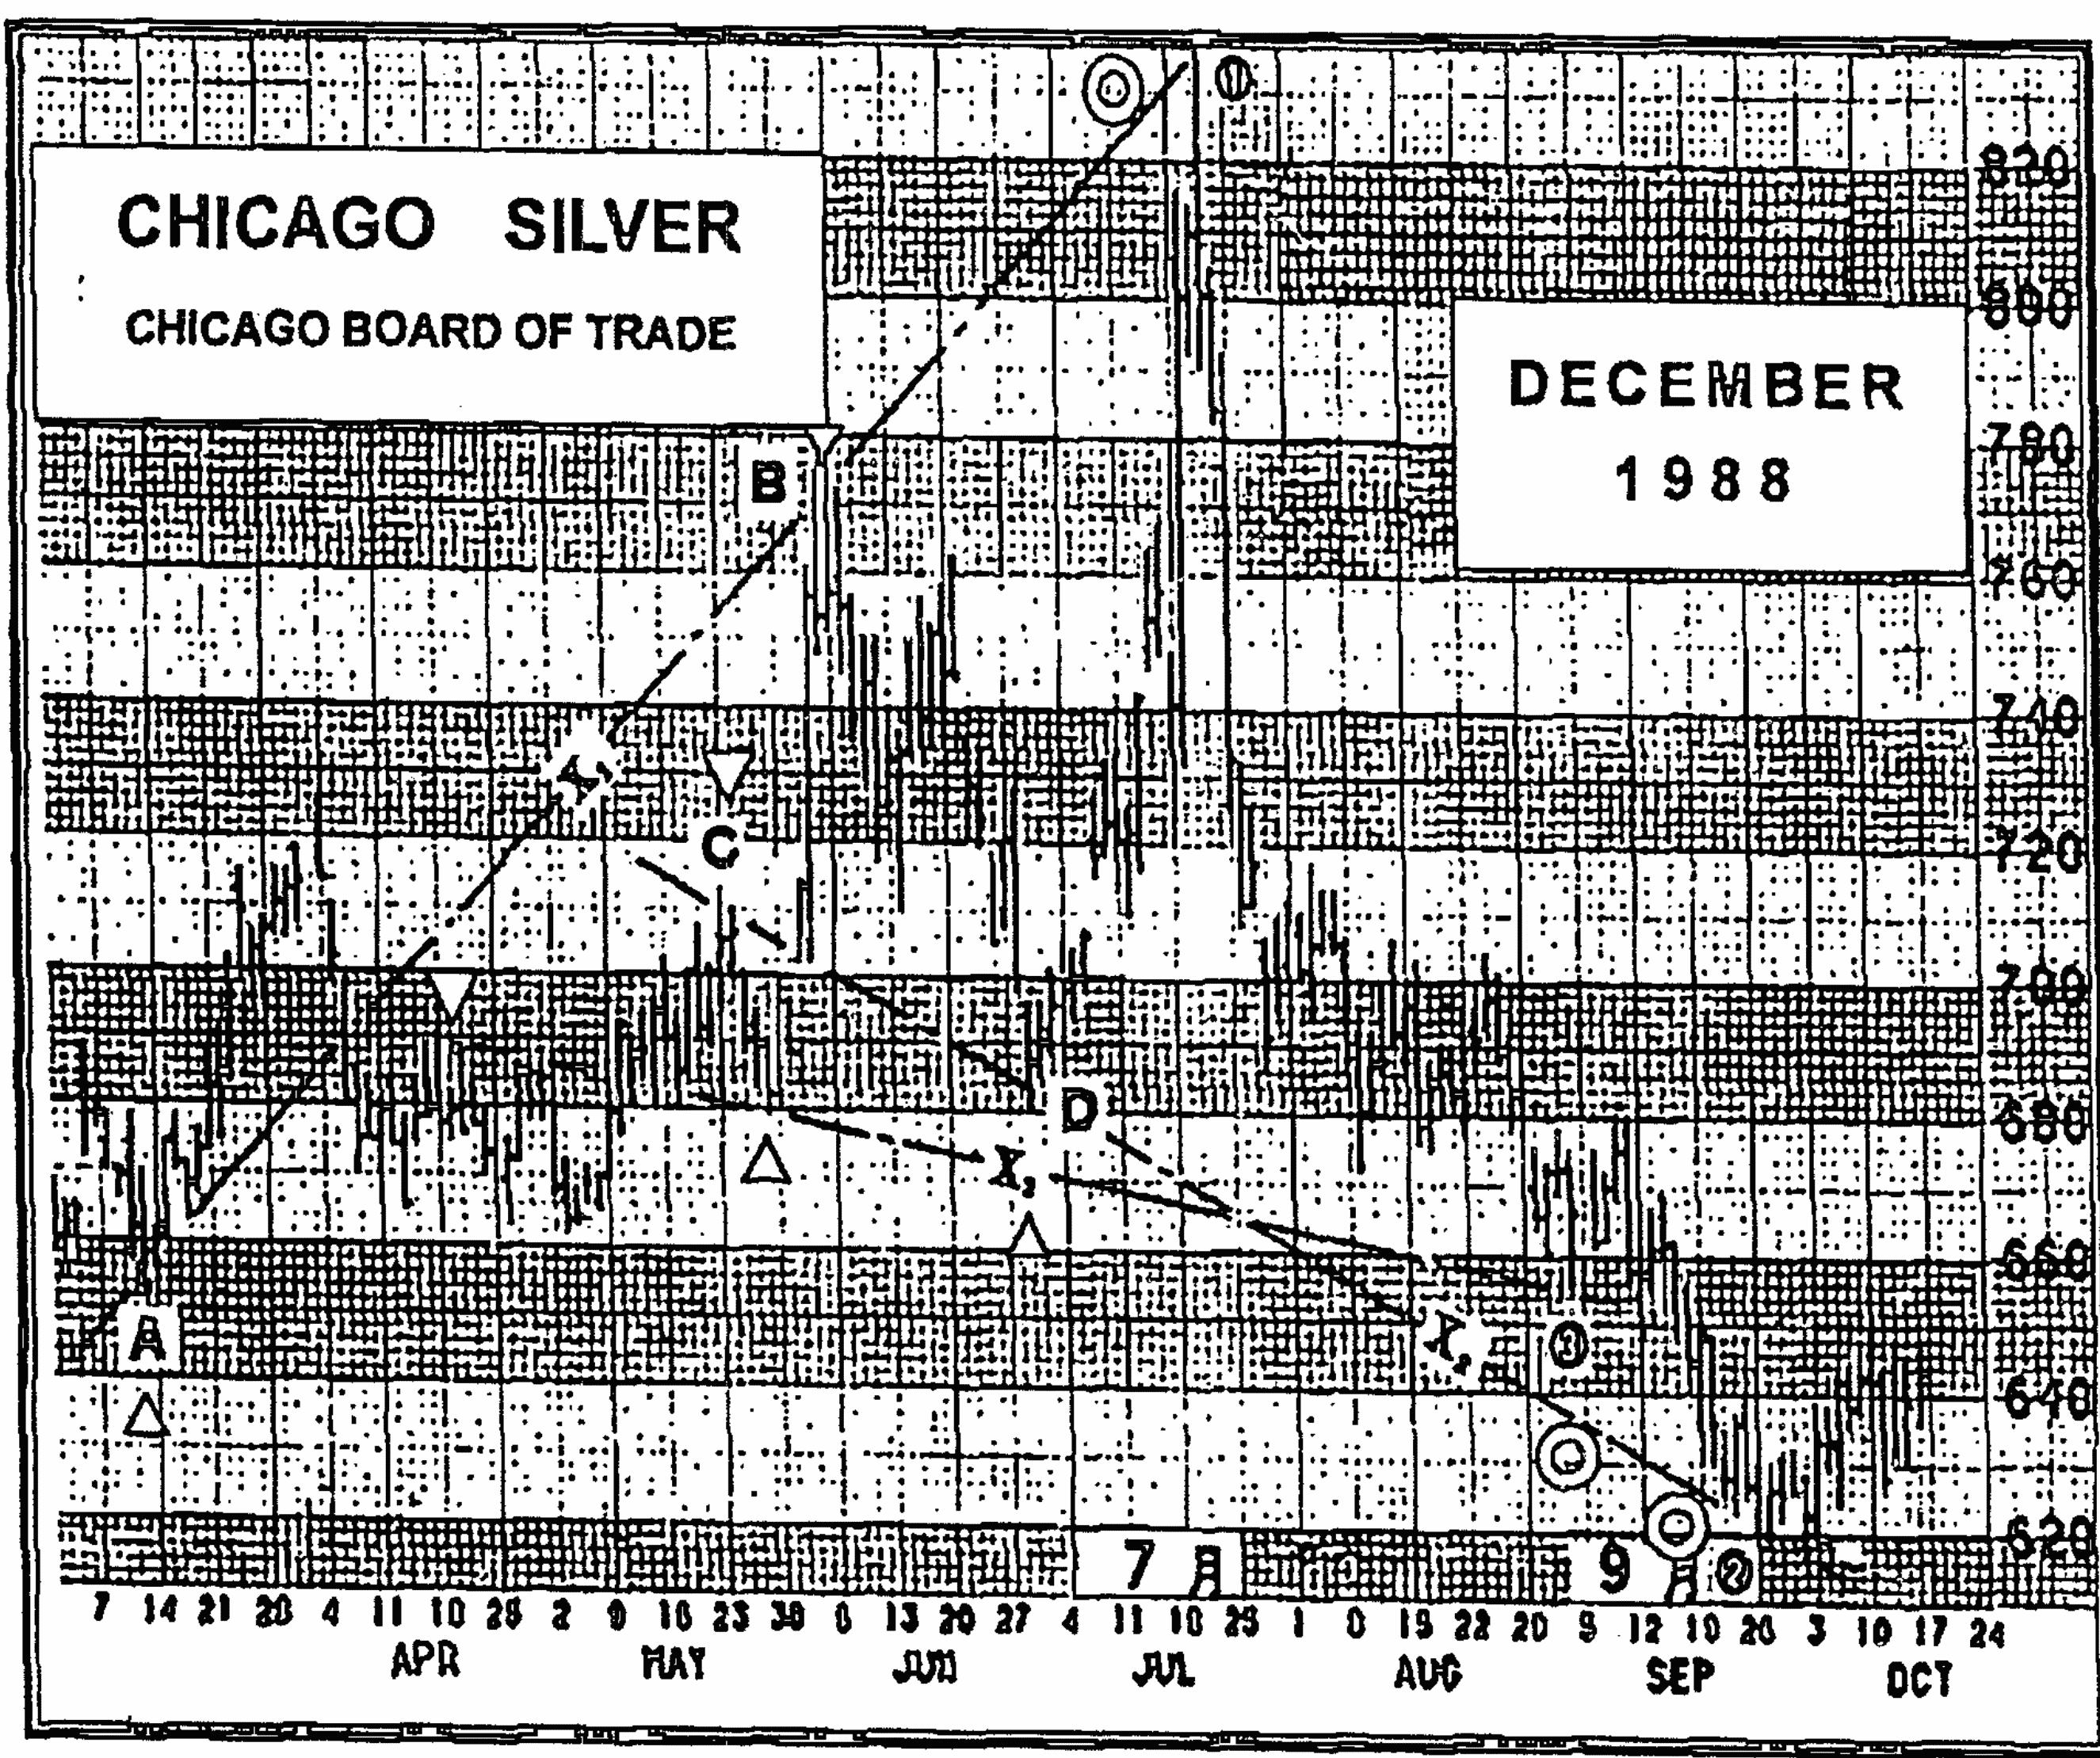 CHICAGO SILVER
CHICAGO BOARD OF TRADE
DECEMBER
1988
820
800
780
760
740
720
700
680
660
640
620
B
X₁
C
D
X₂
A
7月
9月 ②
7 14 21 28 4 11 18 25 2 9 16 23 30 6 13 20 27 4 11 18 25 1 8 15 22 29 12 19 26 3 10 17 24
APR MAY JUN JUL AUG SEP OCT